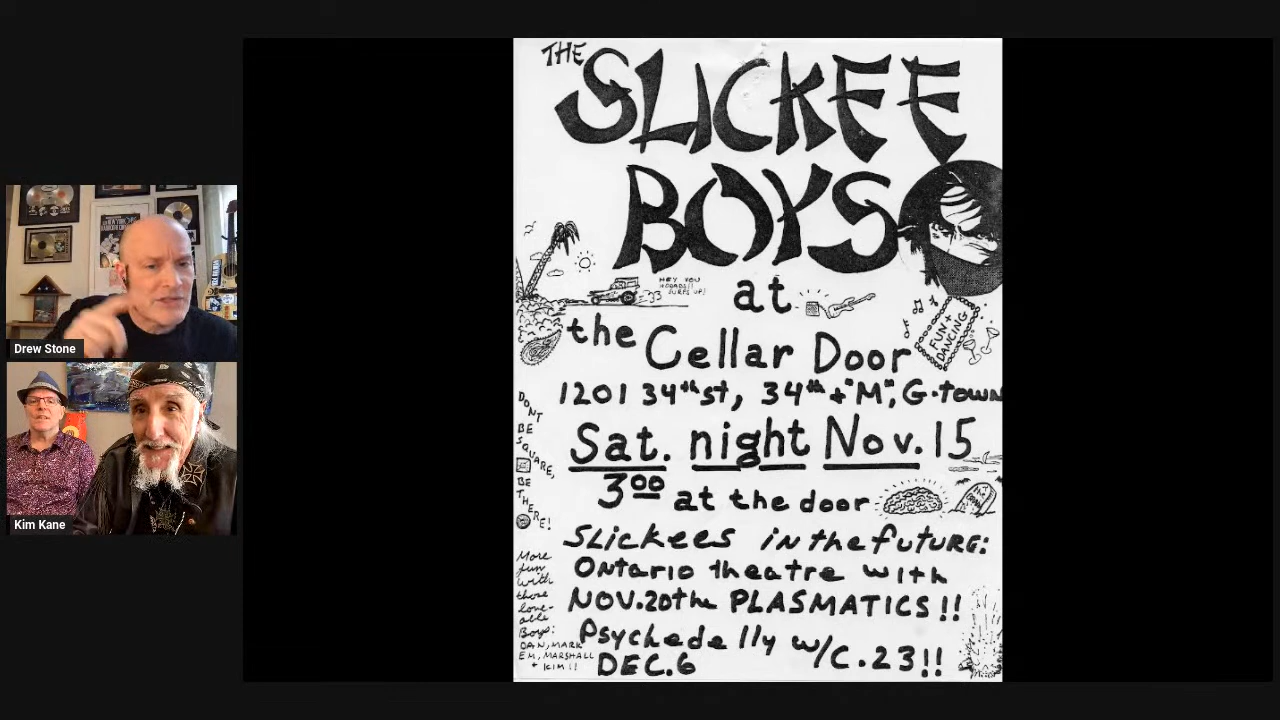 THE
SLICKEE
BOYS
HEY YOU
HODADS!!
SURFS UP!
at
the Cellar Door
FUN +
DANCING
1201 34th st, 34th + "M", G-town
Sat. night Nov. 15
3.00 at the door
DON'T
BE
SQUARE,
BE
THERE!
Slickees in the future:
Ontario theatre with
NOV. 20th PLASMATICS!!
Psychedelly w/C.23!!
DEC. 6
More
fun
with
those
love-
able
Boys:
DAN, MARK
EM, MARSHALL
+ KIM!!
Drew Stone
Kim Kane